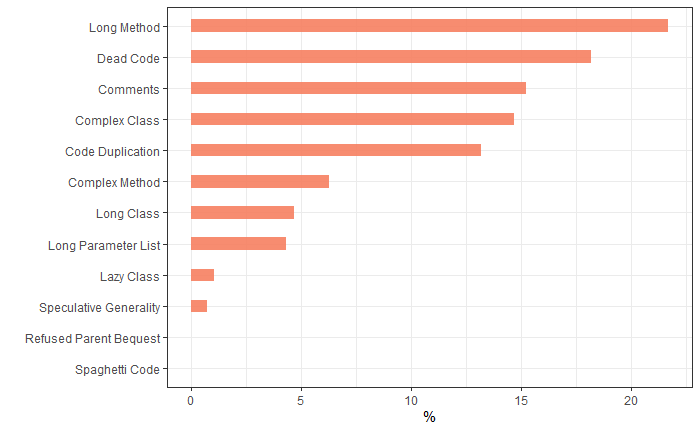 Long Method
Dead Code
Comments
Complex Class
Code Duplication
Complex Method
Long Class
Long Parameter List
Lazy Class
Speculative Generality
Refused Parent Bequest
Spaghetti Code
0 5 10 15 20
%